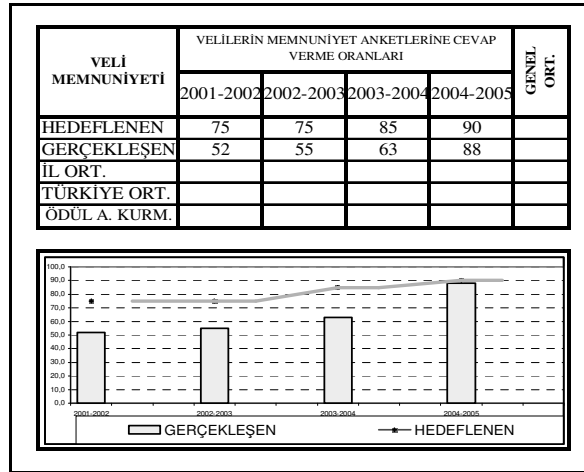 VELİ MEMNUNİYETİ
VELİLERİN MEMNUNİYET ANKETLERİNE CEVAP VERME ORANLARI
GENEL ORT.
2001-2002 2002-2003 2003-2004 2004-2005
HEDEFLENEN 75 75 85 90
GERÇEKLEŞEN 52 55 63 88
İL ORT.
TÜRKİYE ORT.
ÖDÜL A. KURM.
100,0
90,0
80,0
70,0
60,0
50,0
40,0
30,0
20,0
10,0
0,0
2001-2002 2002-2003 2003-2004 2004-2005
GERÇEKLEŞEN HEDEFLENEN